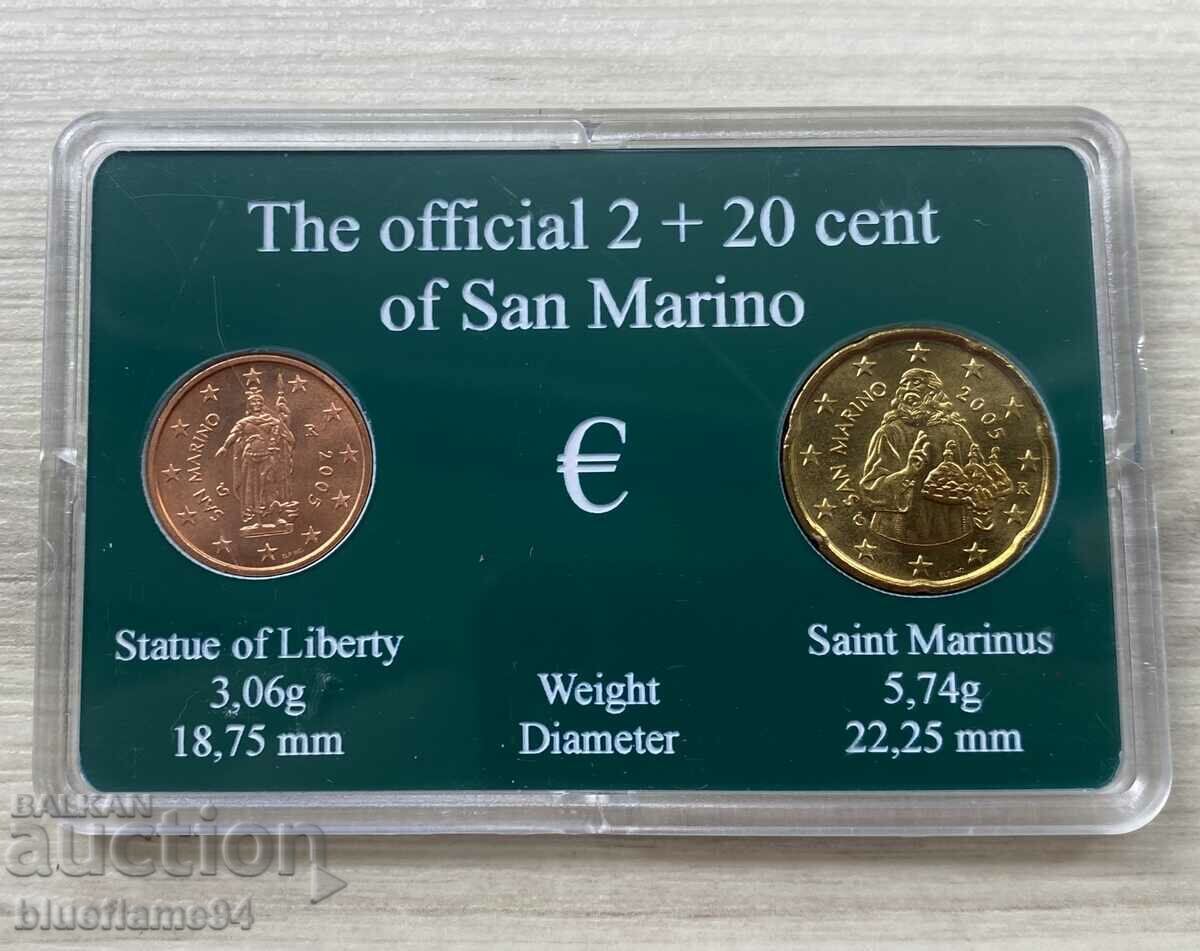 The official 2 + 20 cent
of San Marino
SAN MARINO
R
2005
€
SAN MARINO
2005
R
Statue of Liberty
3,06g
18,75 mm
Weight
Diameter
Saint Marinus
5,74g
22,25 mm
BALKAN
auction
blueflame94